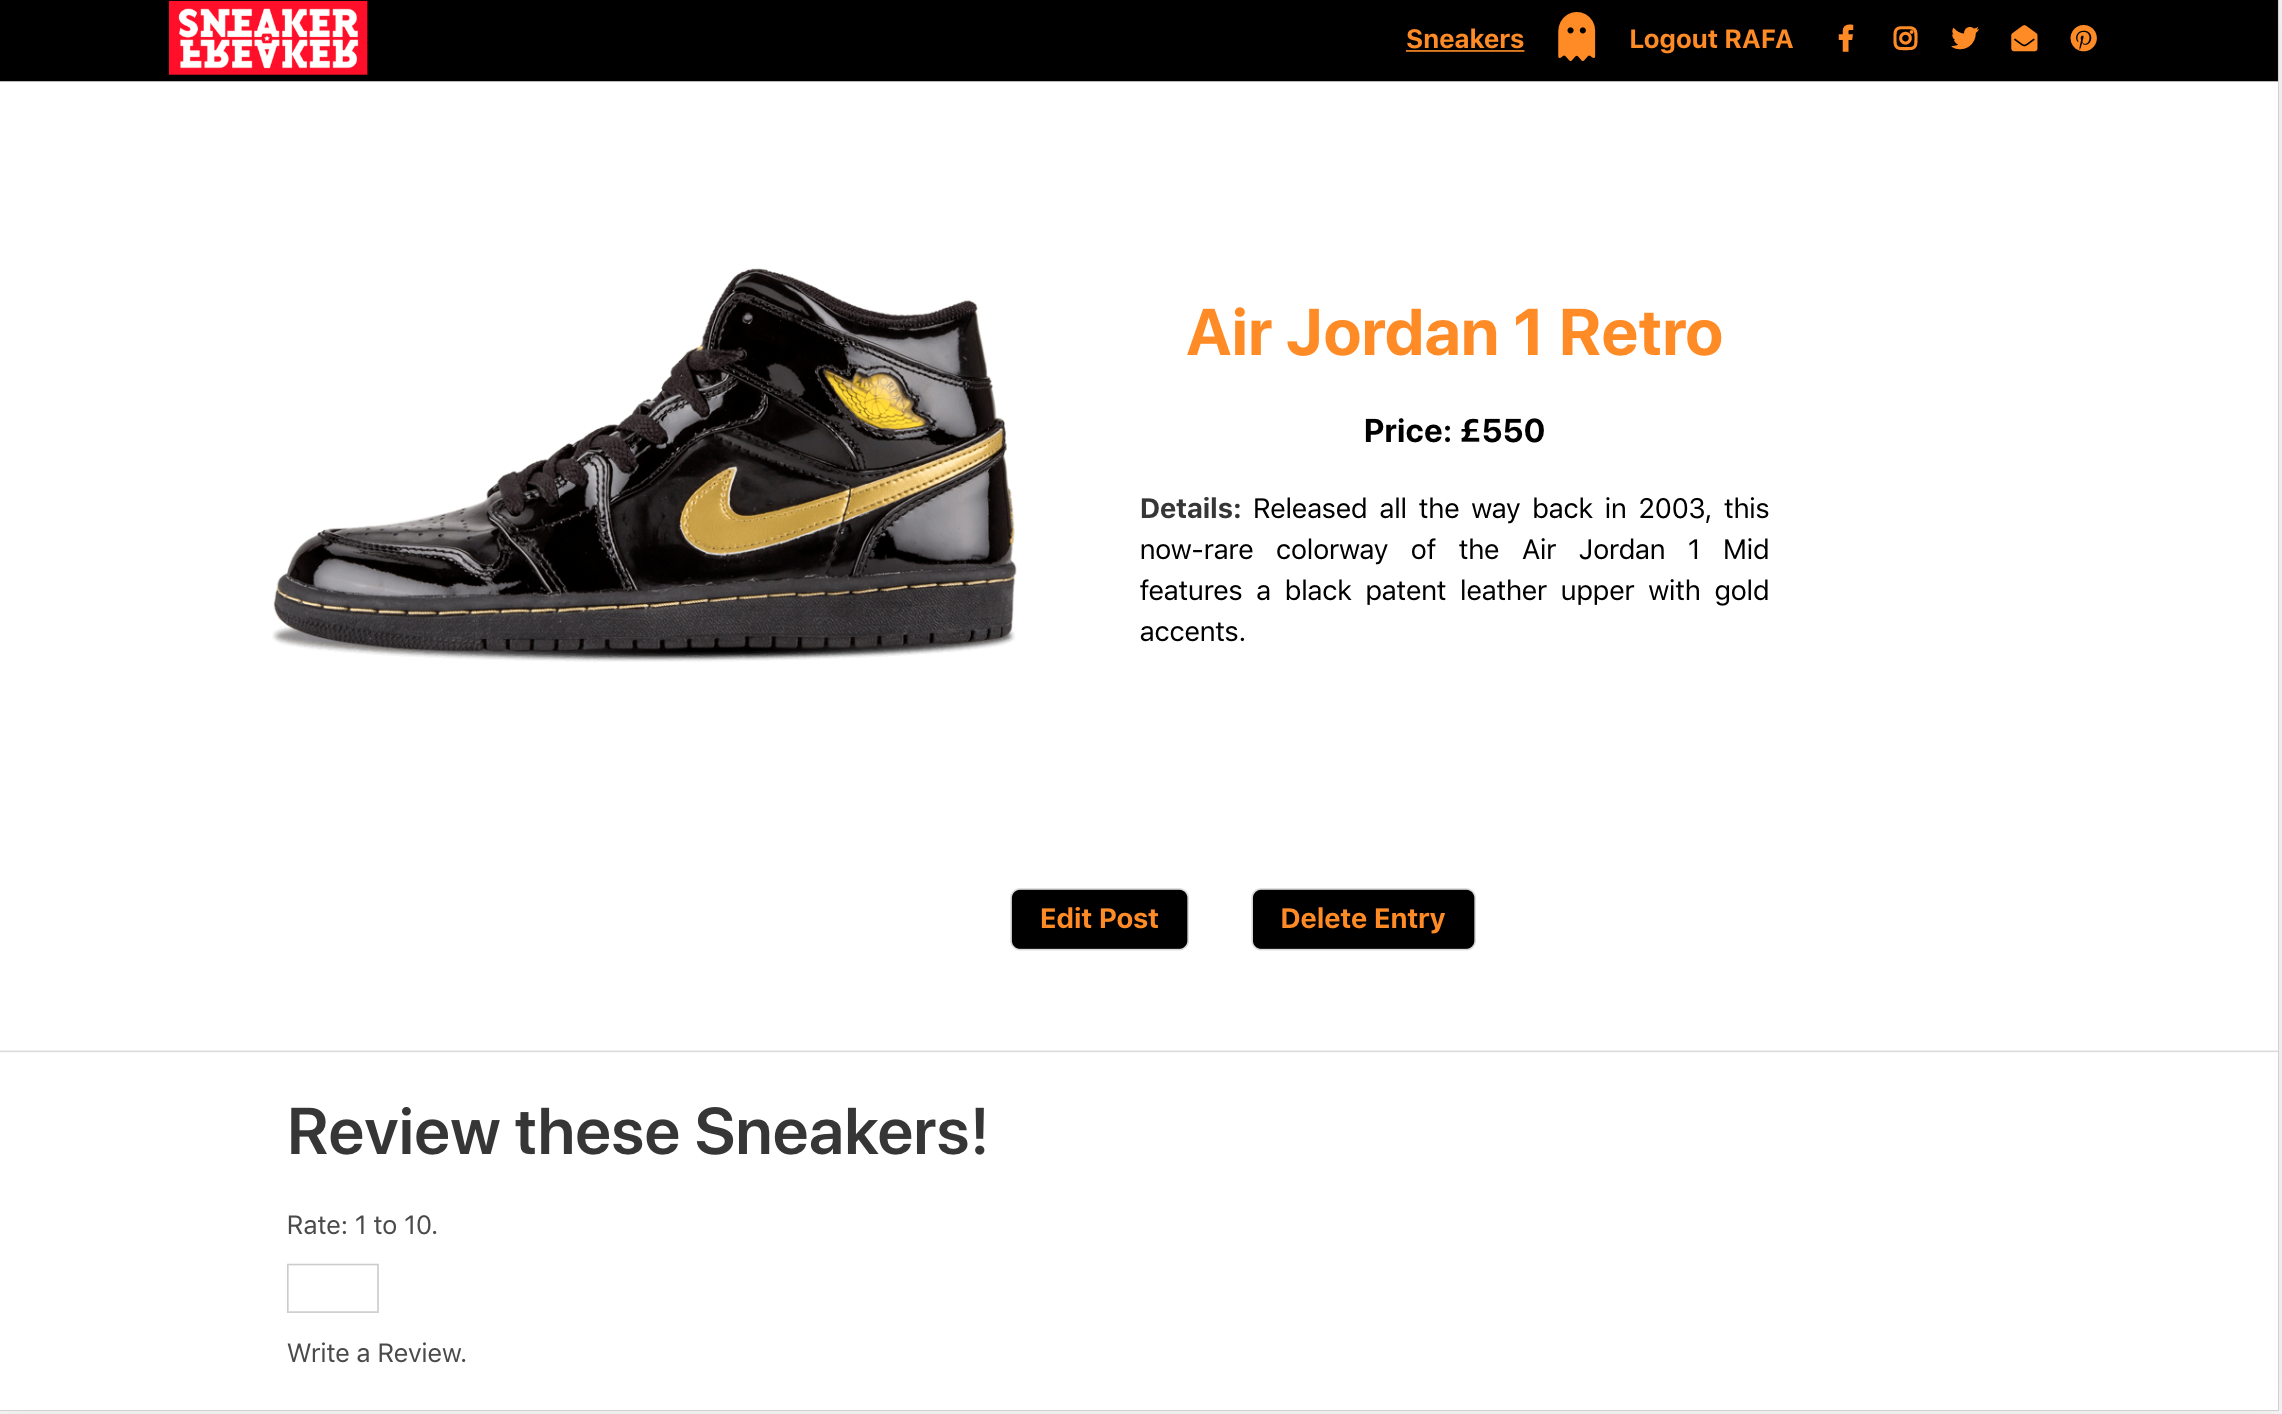 SNEAKER
FREAKER
Sneakers
Logout RAFA
Air Jordan 1 Retro
Price: £550
Details: Released all the way back in 2003, this
now-rare colorway of the Air Jordan 1 Mid
features a black patent leather upper with gold
accents.
Edit Post
Delete Entry
Review these Sneakers!
Rate: 1 to 10.
Write a Review.